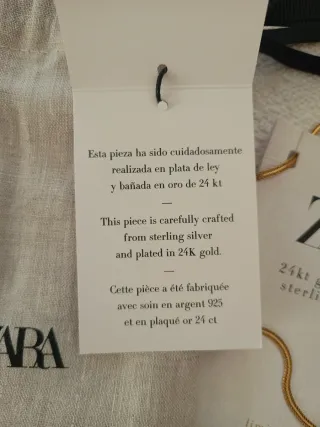 Esta pieza ha sido cuidadosamente
realizada en plata de ley
y bañada en oro de 24 kt
—
This piece is carefully crafted
from sterling silver
and plated in 24K gold.
—
Cette pièce a été fabriquée
avec soin en argent 925
et en plaqué or 24 ct
ZARA
Z
24kt g
sterli